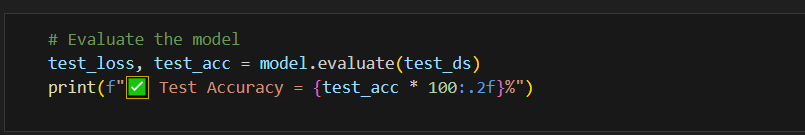 # Evaluate the model
test_loss, test_acc = model.evaluate(test_ds)
print(f"✅ Test Accuracy = {test_acc * 100:.2f}%")